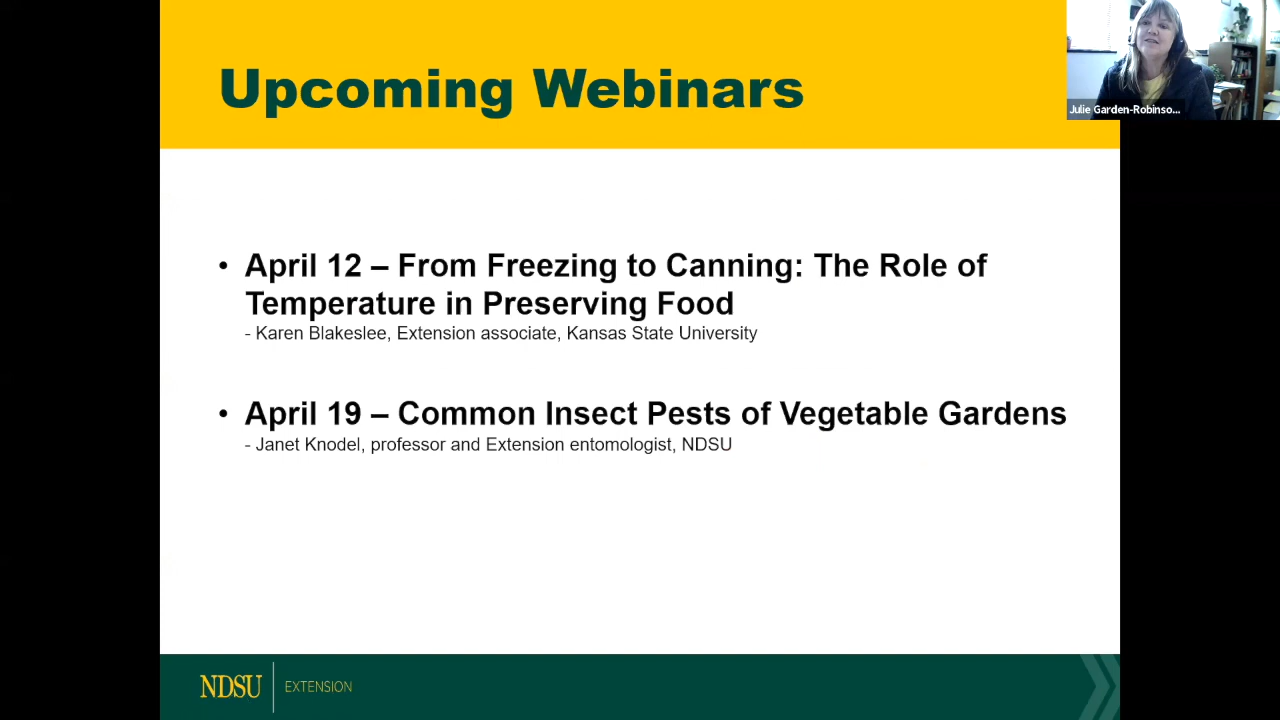 Upcoming Webinars
Julie Garden-Robinso...
• April 12 – From Freezing to Canning: The Role of
Temperature in Preserving Food
- Karen Blakeslee, Extension associate, Kansas State University
• April 19 – Common Insect Pests of Vegetable Gardens
- Janet Knodel, professor and Extension entomologist, NDSU
NDSU EXTENSION